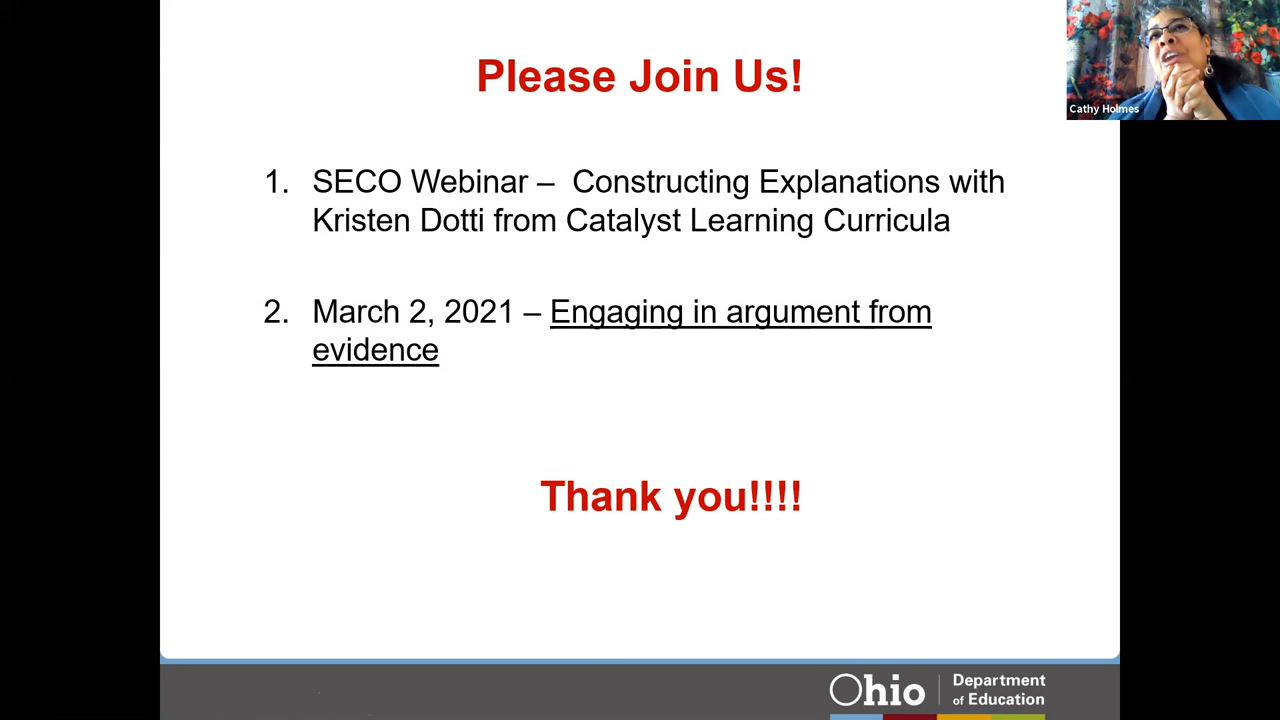 Please Join Us!
Cathy Holmes
1. SECO Webinar – Constructing Explanations with
Kristen Dotti from Catalyst Learning Curricula
2. March 2, 2021 – Engaging in argument from
evidence
Thank you!!!!
Ohio
Department
of Education